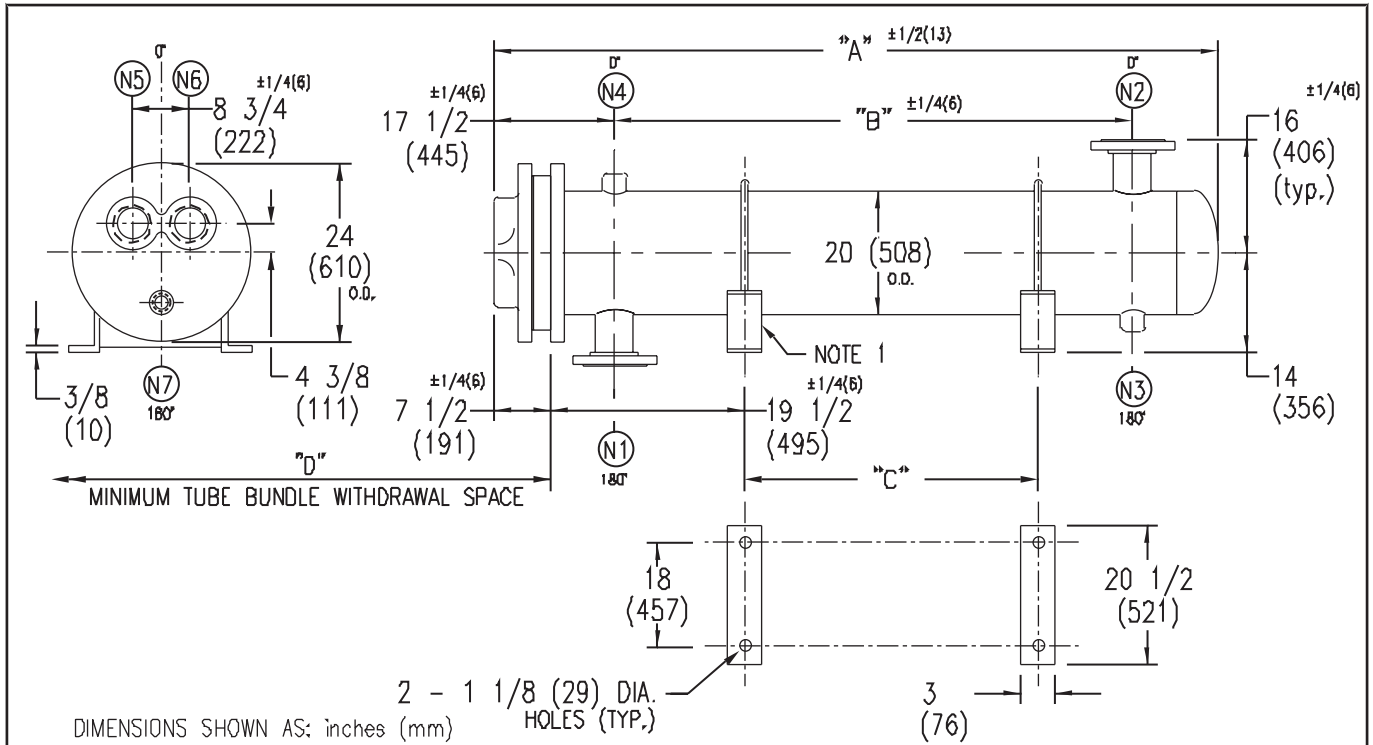 0°
N5 N6
±1/4(6)
8 3/4
(222)
24
(610)
O.D.
3/8
(10)
N7
180°
4 3/8
(111)
"A" ±1/2(13)
±1/4(6)
17 1/2
(445)
0°
N4
"B" ±1/4(6)
0°
N2
±1/4(6)
16
(406)
(typ.)
20 (508)
O.D.
NOTE 1
14
(356)
±1/4(6)
7 1/2
(191)
±1/4(6)
19 1/2
(495)
N1
180°
N3
180°
"D"
MINIMUM TUBE BUNDLE WITHDRAWAL SPACE
"C"
18
(457)
20 1/2
(521)
2 - 1 1/8 (29) DIA.
HOLES (TYP.)
3
(76)
DIMENSIONS SHOWN AS: inches (mm)